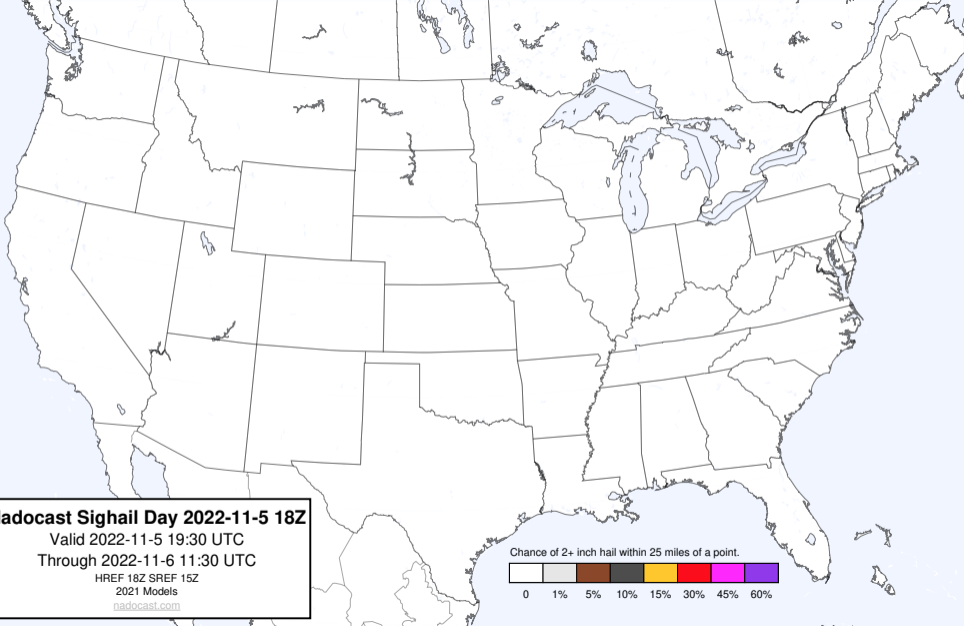 adocast Sighail Day 2022-11-5 18Z
Valid 2022-11-5 19:30 UTC
Through 2022-11-6 11:30 UTC
HREF 18Z SREF 15Z
2021 Models
nadocast.com
Chance of 2+ inch hail within 25 miles of a point.
0 1% 5% 10% 15% 30% 45% 60%